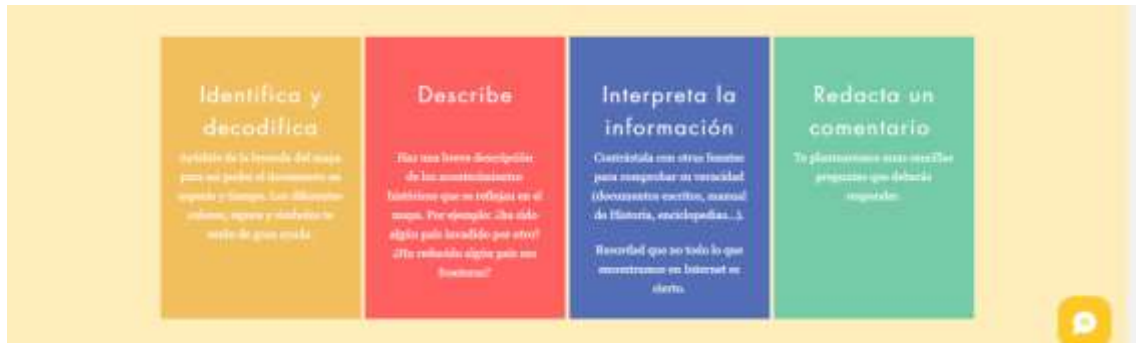 Identifica y
decodifica
Análisis de la leyenda del mapa
para así poder el documento en
espacio y tiempo. Los diferentes
colores, signos y símbolos te
serán de gran ayuda.
Describe
Haz una breve descripción
de los acontecimientos
históricos que se reflejan en el
mapa. Por ejemplo: ¿ha sido
algún país invadido por otro?
¿Ha reducido algún país sus
fronteras?
Interpreta la
información
Contrástala con otras fuentes
para comprobar su veracidad
(documentos escritos, manual
de Historia, enciclopedias...).
Recordad que no todo lo que
encontramos en Internet es
cierto.
Redacta un
comentario
Te plantearemos unas sencillas
preguntas que deberás
responder.